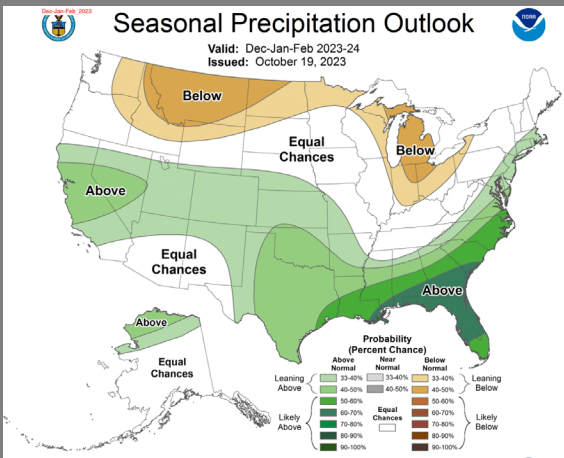 Dec-Jan-Feb 2023
Seasonal Precipitation Outlook
NOAA
Valid: Dec-Jan-Feb 2023-24
Issued: October 19, 2023
Below
Equal
Chances
Below
Above
Equal
Chances
Above
Above
Equal
Chances
Probability
(Percent Chance)
Above
Normal
Near
Normal
Below
Normal
Leaning
Above
33-40%
33-40%
33-40%
Leaning
Below
40-50%
40-50%
40-50%
Likely
Above
50-60%
Equal
Chances
50-60%
Likely
Below
60-70%
60-70%
70-80%
70-80%
80-90%
80-90%
90-100%
90-100%